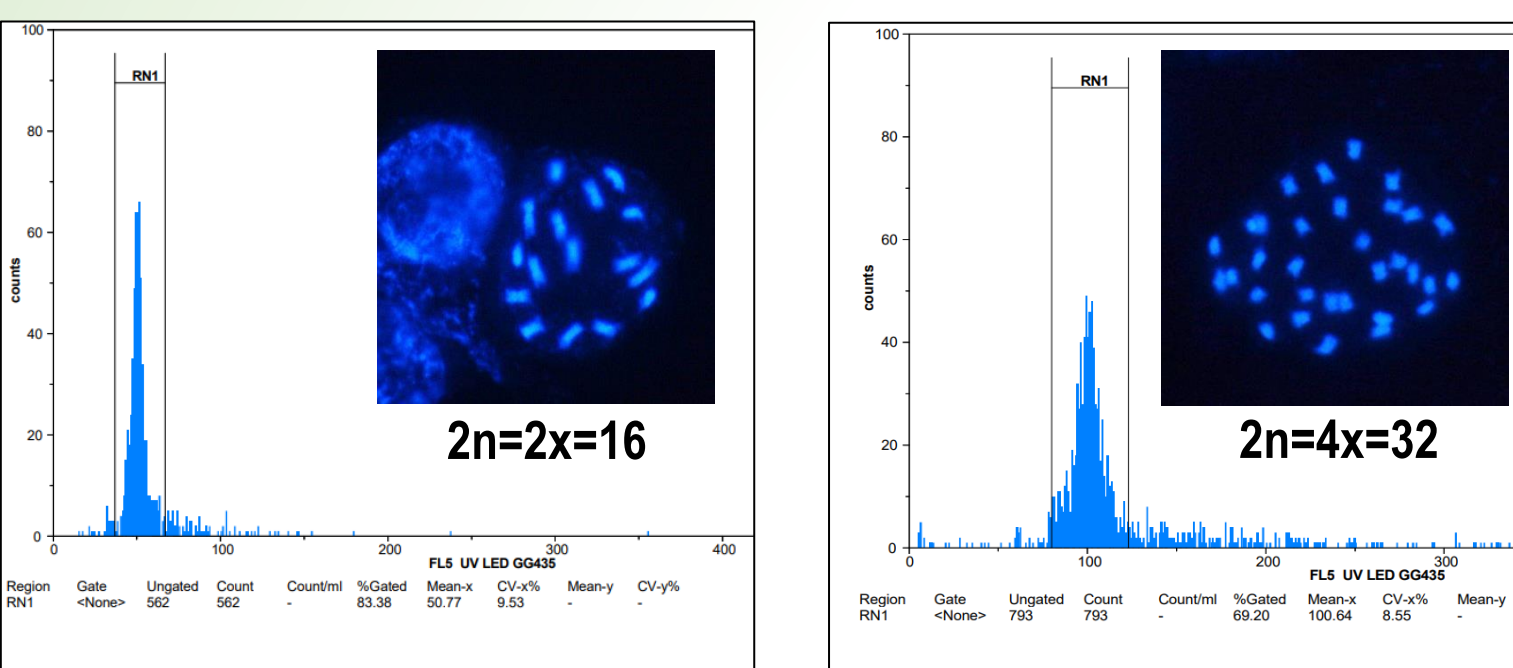 100
80
60
40
20
0
counts
RN1
2n=2x=16
0 100 200 300 400
FL5 UV LED GG435
Region Gate Ungated Count Count/ml %Gated Mean-x CV-x% Mean-y CV-y%
RN1 <None> 562 562 - 83.38 50.77 9.53 - -
100
80
60
40
20
0
counts
RN1
2n=4x=32
0 100 200 300
FL5 UV LED GG435
Region Gate Ungated Count Count/ml %Gated Mean-x CV-x% Mean-y
RN1 <None> 793 793 - 69.20 100.64 8.55 -